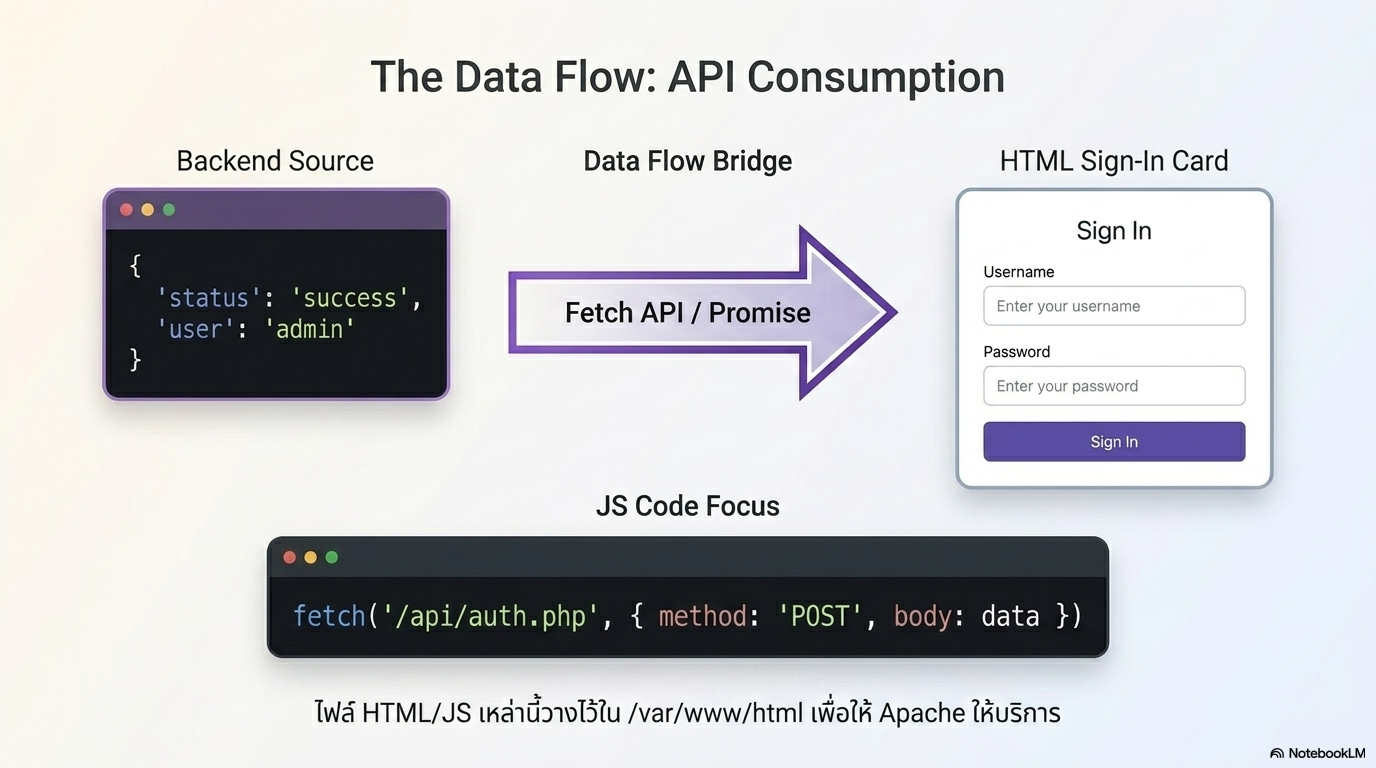 The Data Flow: API Consumption
Backend Source
{
'status': 'success',
'user': 'admin'
}
Data Flow Bridge
Fetch API / Promise
HTML Sign-In Card
Sign In
Username
Enter your username
Password
Enter your password
Sign In
JS Code Focus
fetch('/api/auth.php', { method: 'POST', body: data })
ไฟล์ HTML/JS เหล่านี้วางไว้ใน /var/www/html เพื่อให้ Apache ให้บริการ
NotebookLM